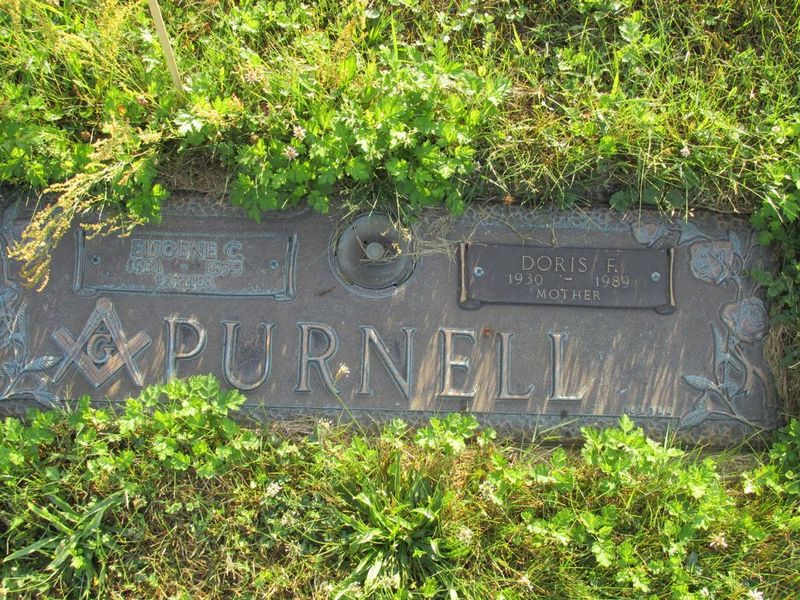 EUGENE C.
FATHER
DORIS F.
1930 - 1989
MOTHER
G
PURNELL